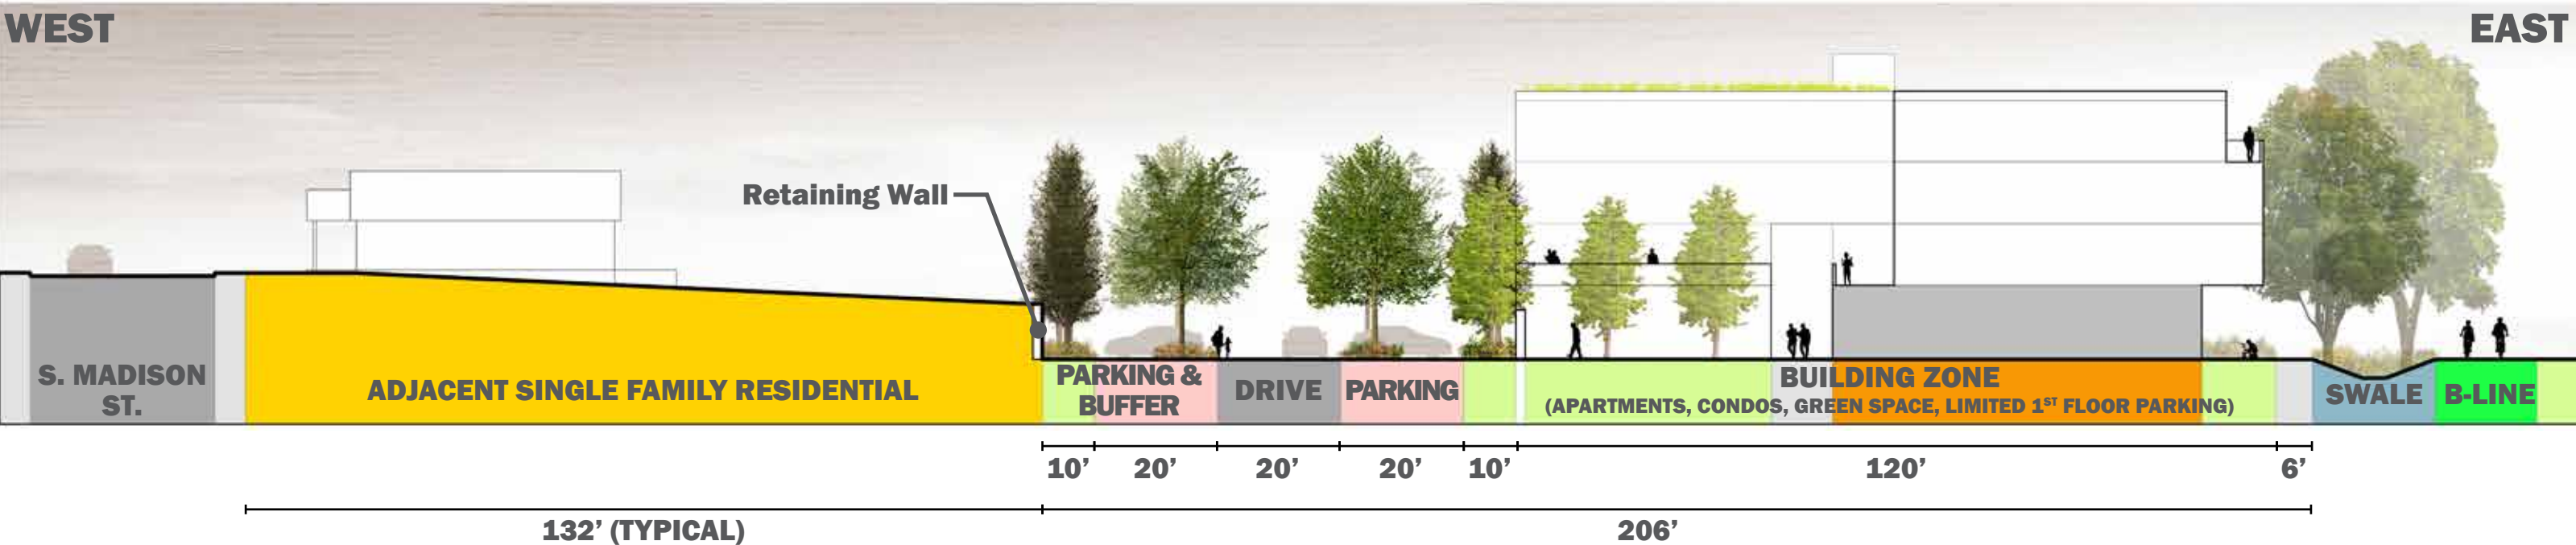 WEST
EAST
Retaining Wall
S. MADISON
ST.
ADJACENT SINGLE FAMILY RESIDENTIAL
PARKING &
BUFFER
DRIVE
PARKING
BUILDING ZONE
(APARTMENTS, CONDOS, GREEN SPACE, LIMITED 1ST FLOOR PARKING)
SWALE
B-LINE
10’ 20’ 20’ 20’ 10’ 120’ 6’
132’ (TYPICAL) 206’